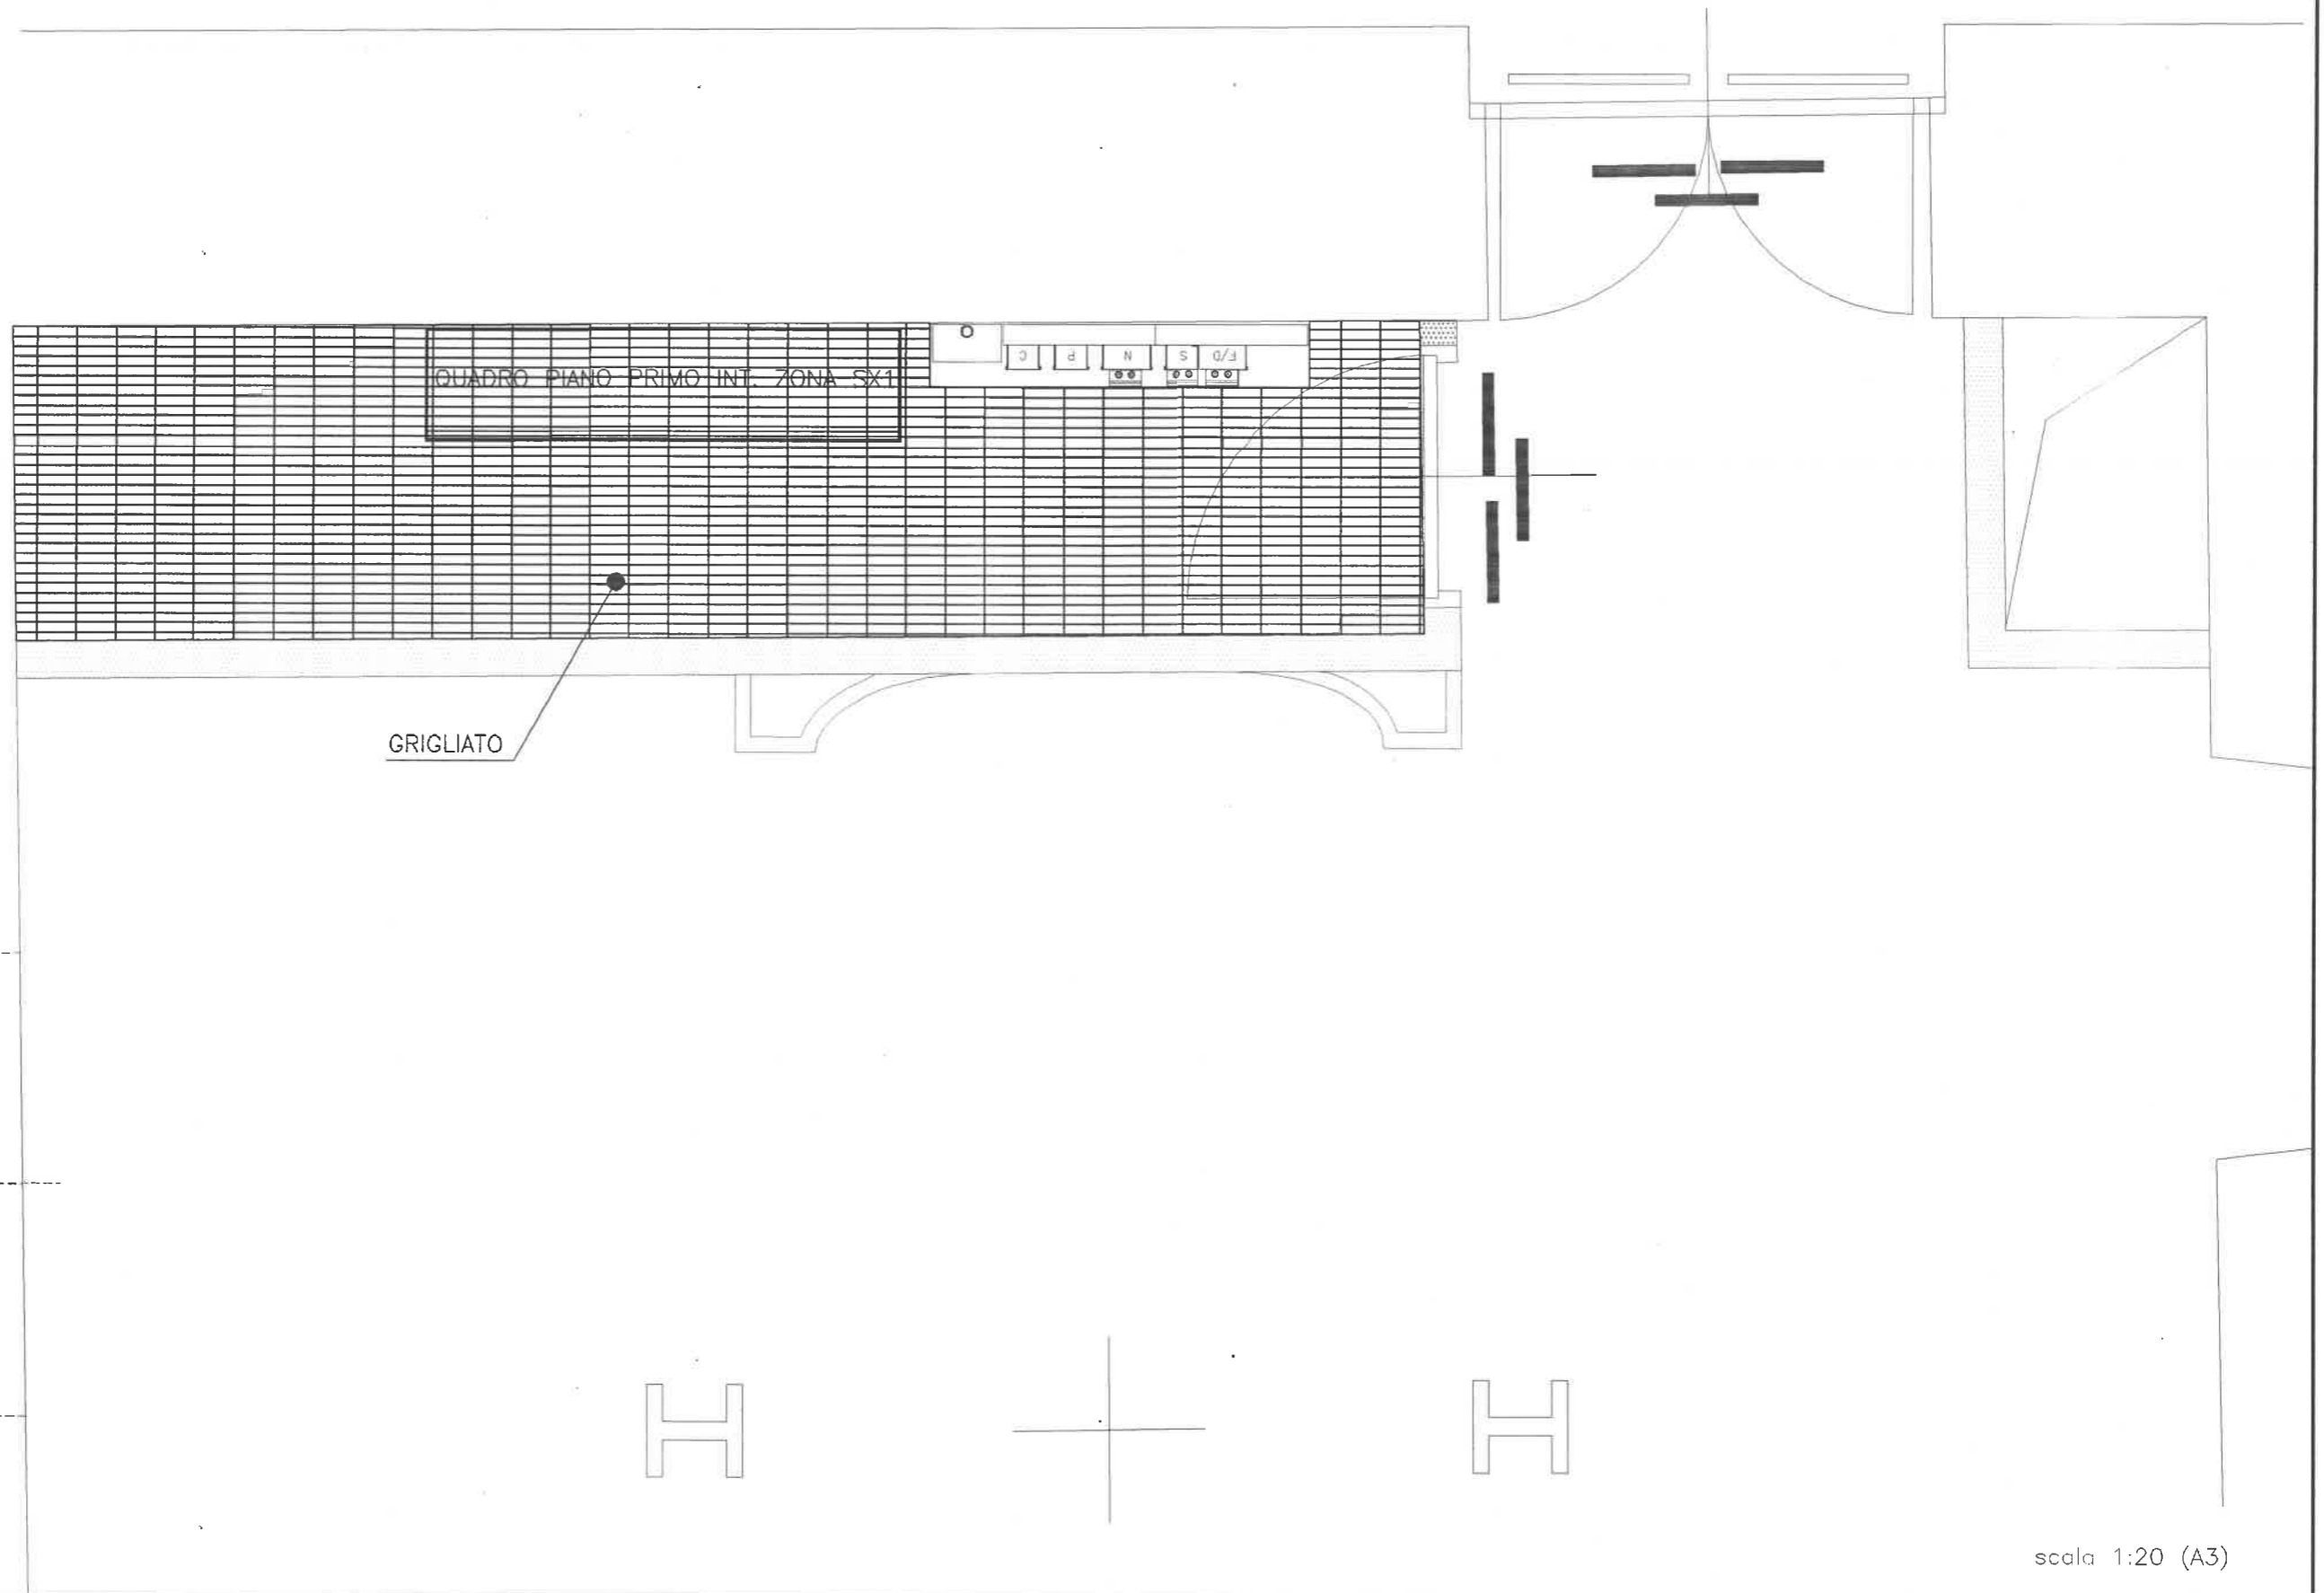 QUADRO PIANO PRIMO INT. ZONA SX1
C P N S F/D
GRIGLIATO
scala 1:20 (A3)